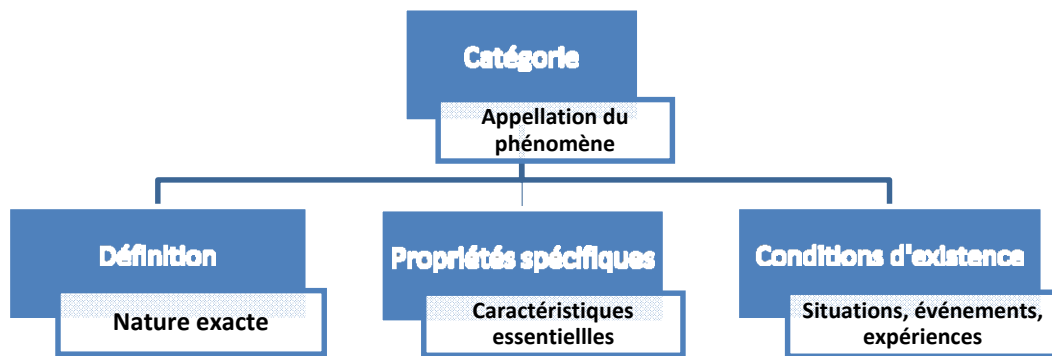 Catégorie
Appellation du
phénomène
Définition
Nature exacte
Propriétés spécifiques
Caractéristiques
essentiellles
Conditions d'existence
Situations, événements,
expériences